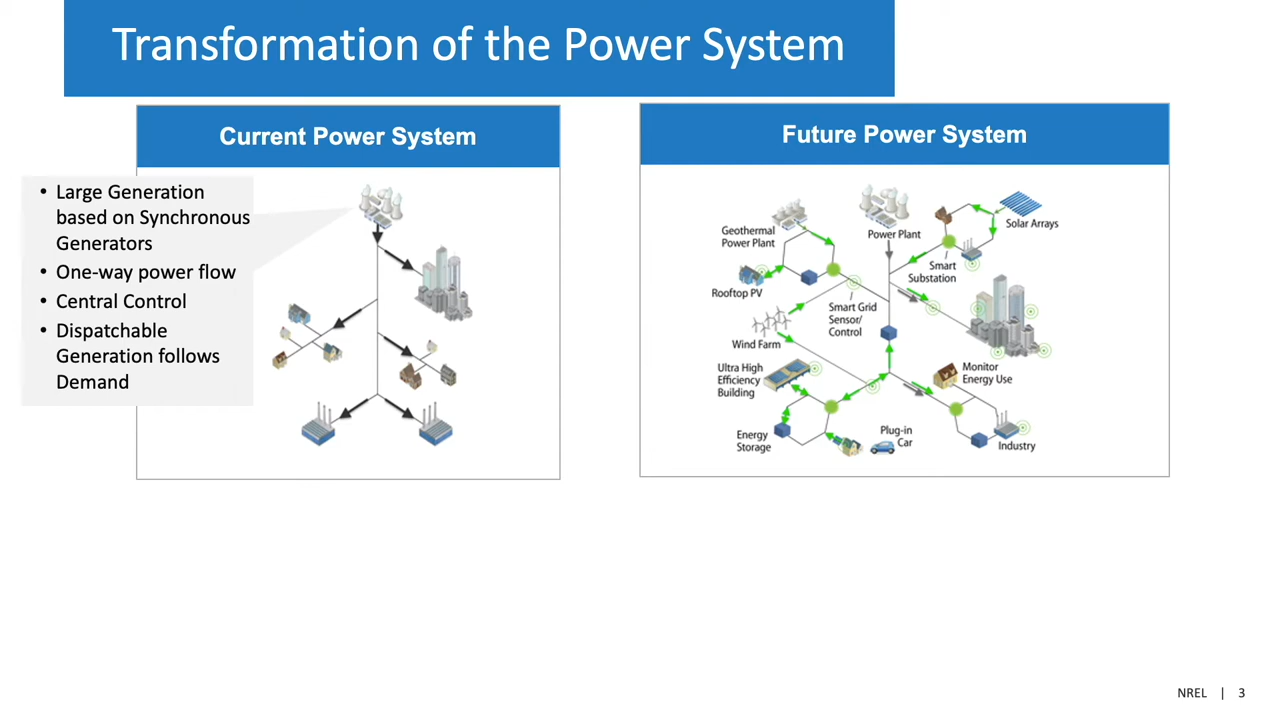 Transformation of the Power System
Current Power System
• Large Generation
based on Synchronous
Generators
• One-way power flow
• Central Control
• Dispatchable
Generation follows
Demand
Future Power System
Geothermal
Power Plant
Power Plant
Solar Arrays
Smart
Substation
Rooftop PV
Smart Grid
Sensor/
Control
Wind Farm
Ultra High
Efficiency
Building
Monitor
Energy Use
Energy
Storage
Plug-in
Car
Industry
NREL | 3